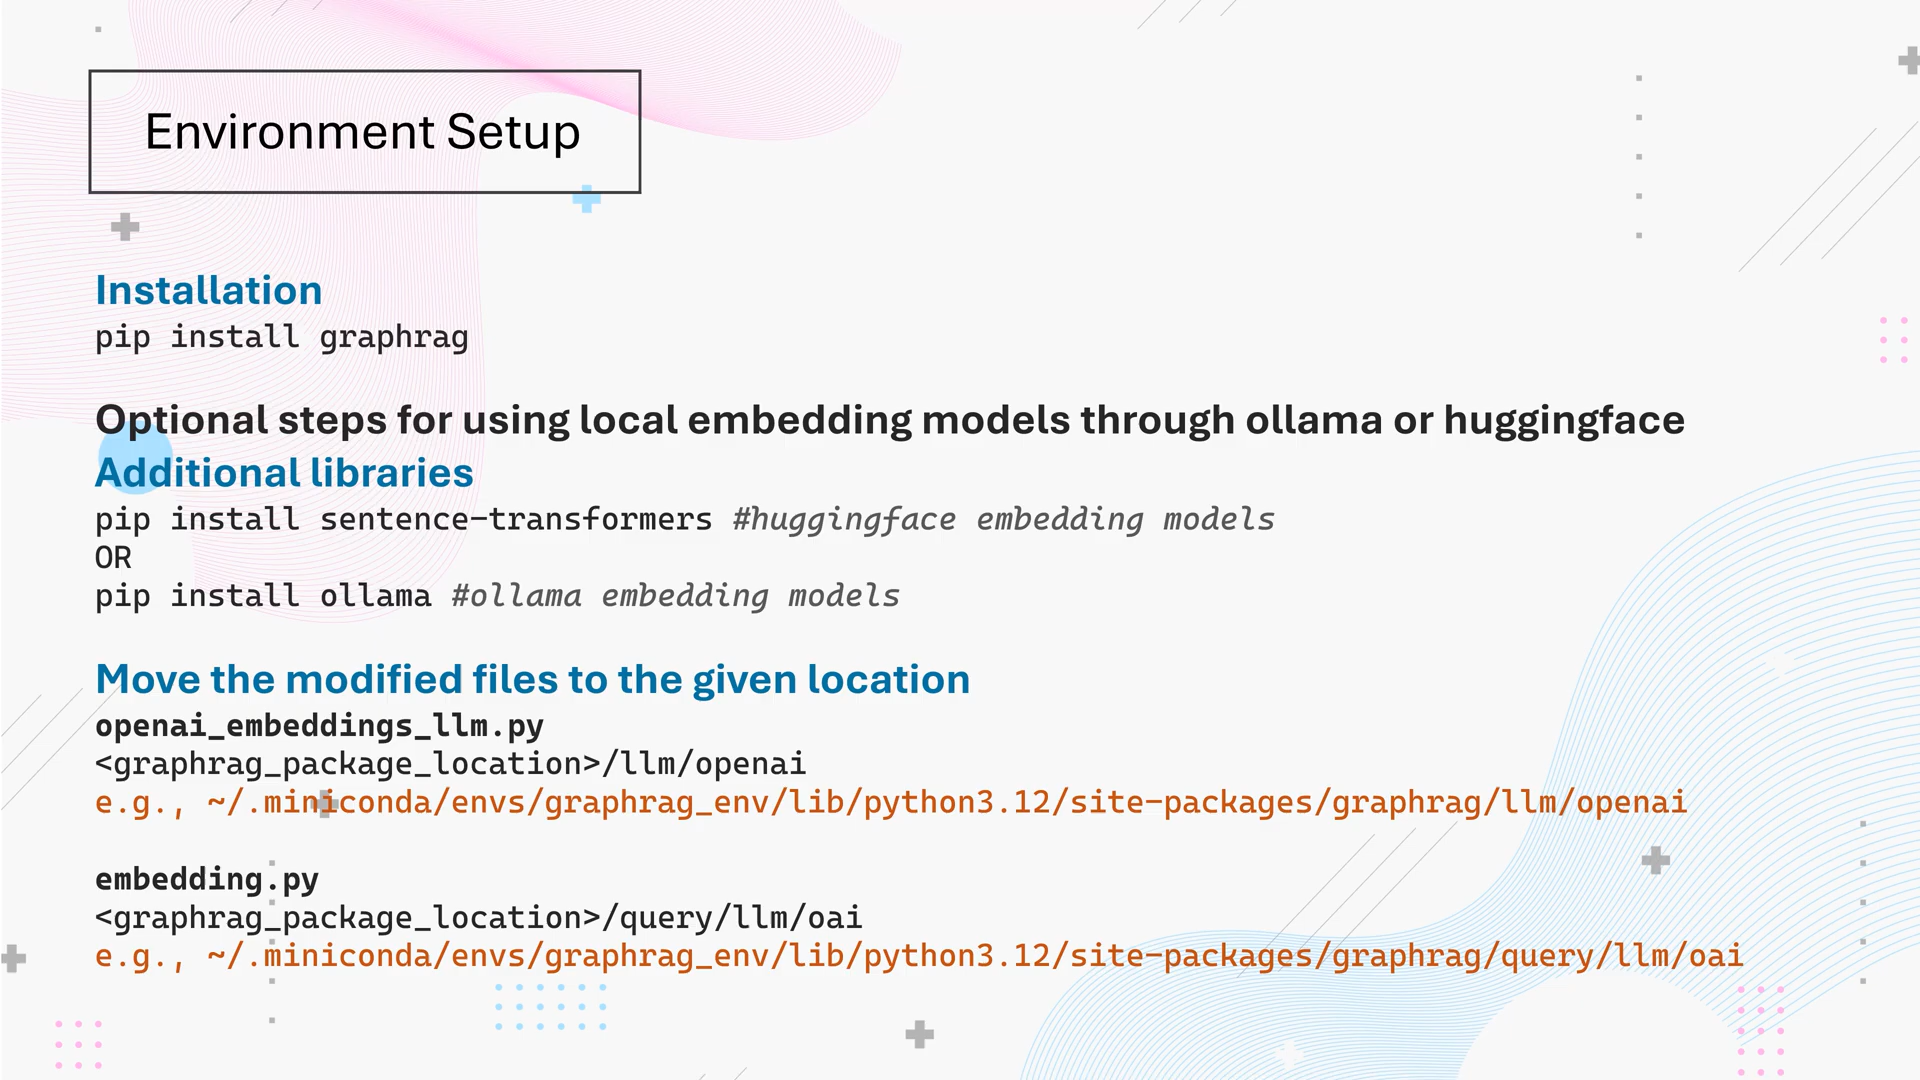 Environment Setup
Installation
pip install graphrag
Optional steps for using local embedding models through ollama or huggingface
Additional libraries
pip install sentence-transformers #huggingface embedding models
OR
pip install ollama #ollama embedding models
Move the modified files to the given location
openai_embeddings_llm.py
<graphrag_package_location>/llm/openai
e.g., ~/.miniconda/envs/graphrag_env/lib/python3.12/site-packages/graphrag/llm/openai
embedding.py
<graphrag_package_location>/query/llm/oai
e.g., ~/.miniconda/envs/graphrag_env/lib/python3.12/site-packages/graphrag/query/llm/oai